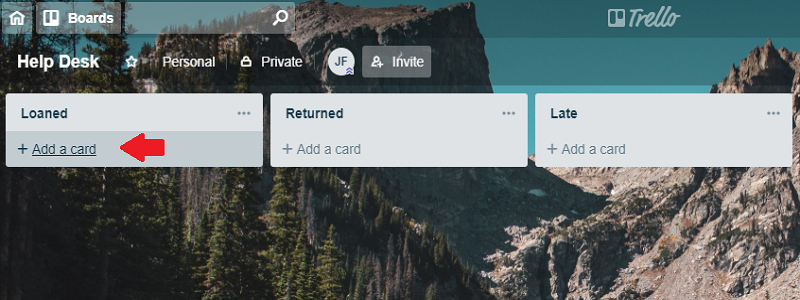 Boards
Trello
Help Desk
Personal
Private
JF
Invite
Loaned
Returned
Late
+ Add a card
+ Add a card
+ Add a card